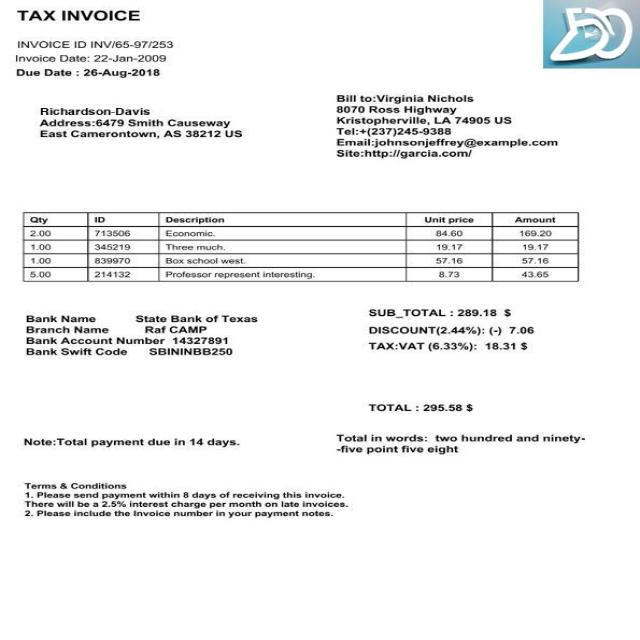 TAX INVOICE
INVOICE ID INV/65-97/253
Invoice Date: 22-Jan-2009
Due Date : 26-Aug-2018
Richardson-Davis
Address:6479 Smith Causeway
East Camerontown, AS 38212 US
Bill to:Virginia Nichols
8070 Ross Highway
Kristopherville, LA 74905 US
Tel:+(237)245-9388
Email:johnsonjeffrey@example.com
Site:http://garcia.com/
Qty ID Description Unit price Amount
2.00 713506 Economic. 84.60 169.20
1.00 345219 Three much. 19.17 19.17
1.00 839970 Box school west. 57.16 57.16
5.00 214132 Professor represent interesting. 8.73 43.65
Bank Name State Bank of Texas
Branch Name Raf CAMP
Bank Account Number 14327891
Bank Swift Code SBININBB250
SUB_TOTAL : 289.18 $
DISCOUNT(2.44%): (-) 7.06
TAX:VAT (6.33%): 18.31 $
TOTAL : 295.58 $
Note:Total payment due in 14 days.
Total in words: two hundred and ninety-
-five point five eight
Terms & Conditions
1. Please send payment within 8 days of receiving this invoice.
There will be a 2.5% interest charge per month on late invoices.
2. Please include the Invoice number in your payment notes.